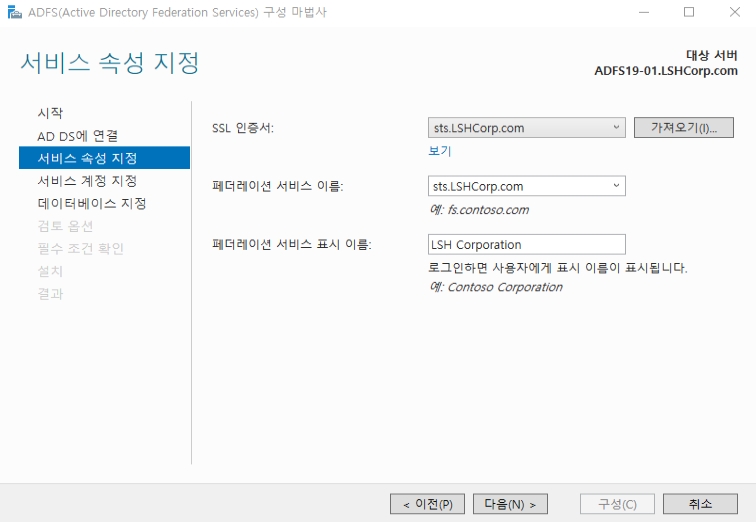 ADFS(Active Directory Federation Services) 구성 마법사
서비스 속성 지정
대상 서버
ADFS19-01.LSHCorp.com
시작
AD DS에 연결
서비스 속성 지정
서비스 계정 지정
데이터베이스 지정
검토 옵션
필수 조건 확인
설치
결과
SSL 인증서:
sts.LSHCorp.com
가져오기(I)...
보기
페더레이션 서비스 이름:
sts.LSHCorp.com
예: fs.contoso.com
페더레이션 서비스 표시 이름:
LSH Corporation
로그인하면 사용자에게 표시 이름이 표시됩니다.
예: Contoso Corporation
< 이전(P)
다음(N) >
구성(C)
취소